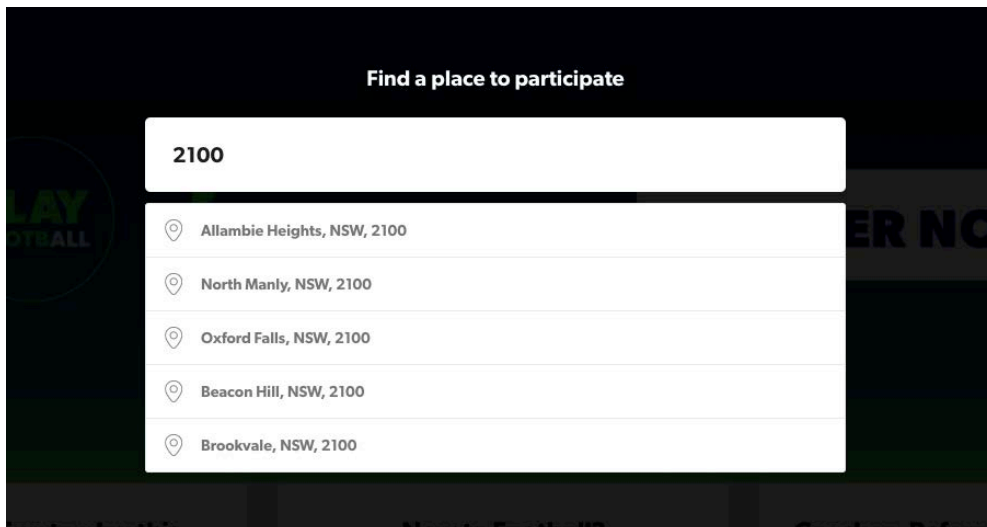 Find a place to participate
2100
Allambie Heights, NSW, 2100
North Manly, NSW, 2100
Oxford Falls, NSW, 2100
Beacon Hill, NSW, 2100
Brookvale, NSW, 2100